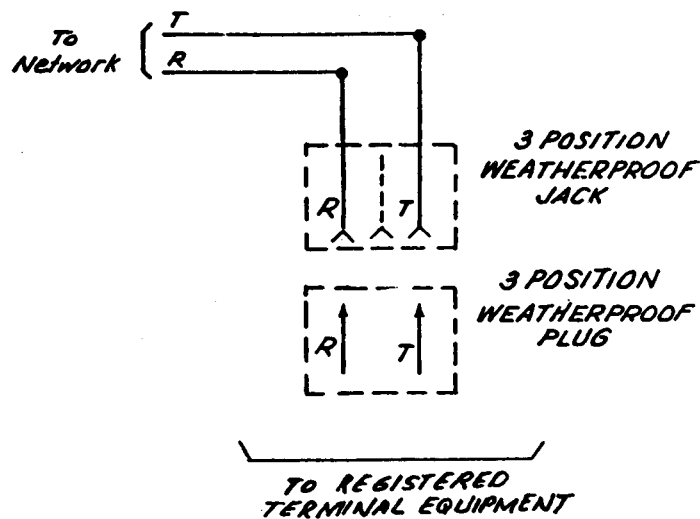 T
To
Network
R
3 POSITION
WEATHERPROOF
JACK
R T
3 POSITION
WEATHERPROOF
PLUG
R T
TO REGISTERED
TERMINAL EQUIPMENT